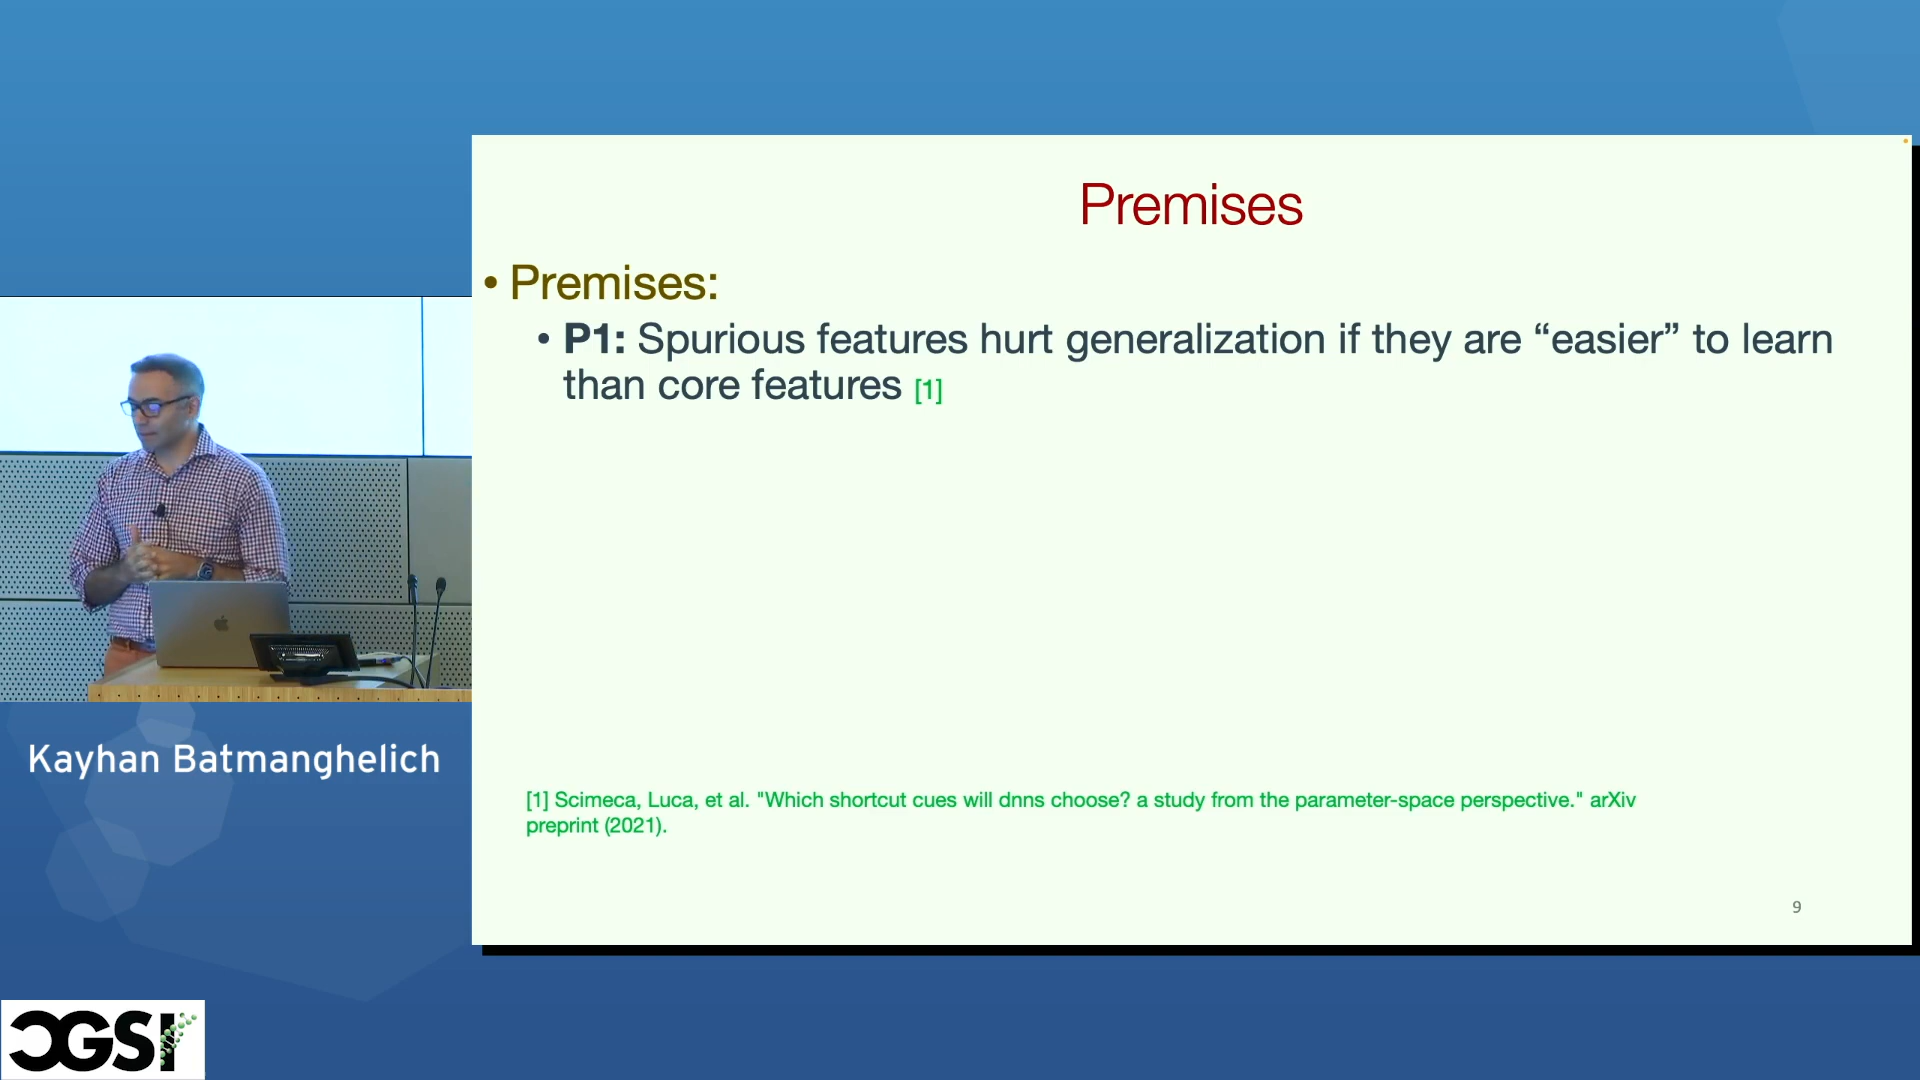 Premises
• Premises:
• P1: Spurious features hurt generalization if they are “easier” to learn
than core features [1]
[1] Scimeca, Luca, et al. "Which shortcut cues will dnns choose? a study from the parameter-space perspective." arXiv
preprint (2021).
9
Kayhan Batmanghelich
CGSI